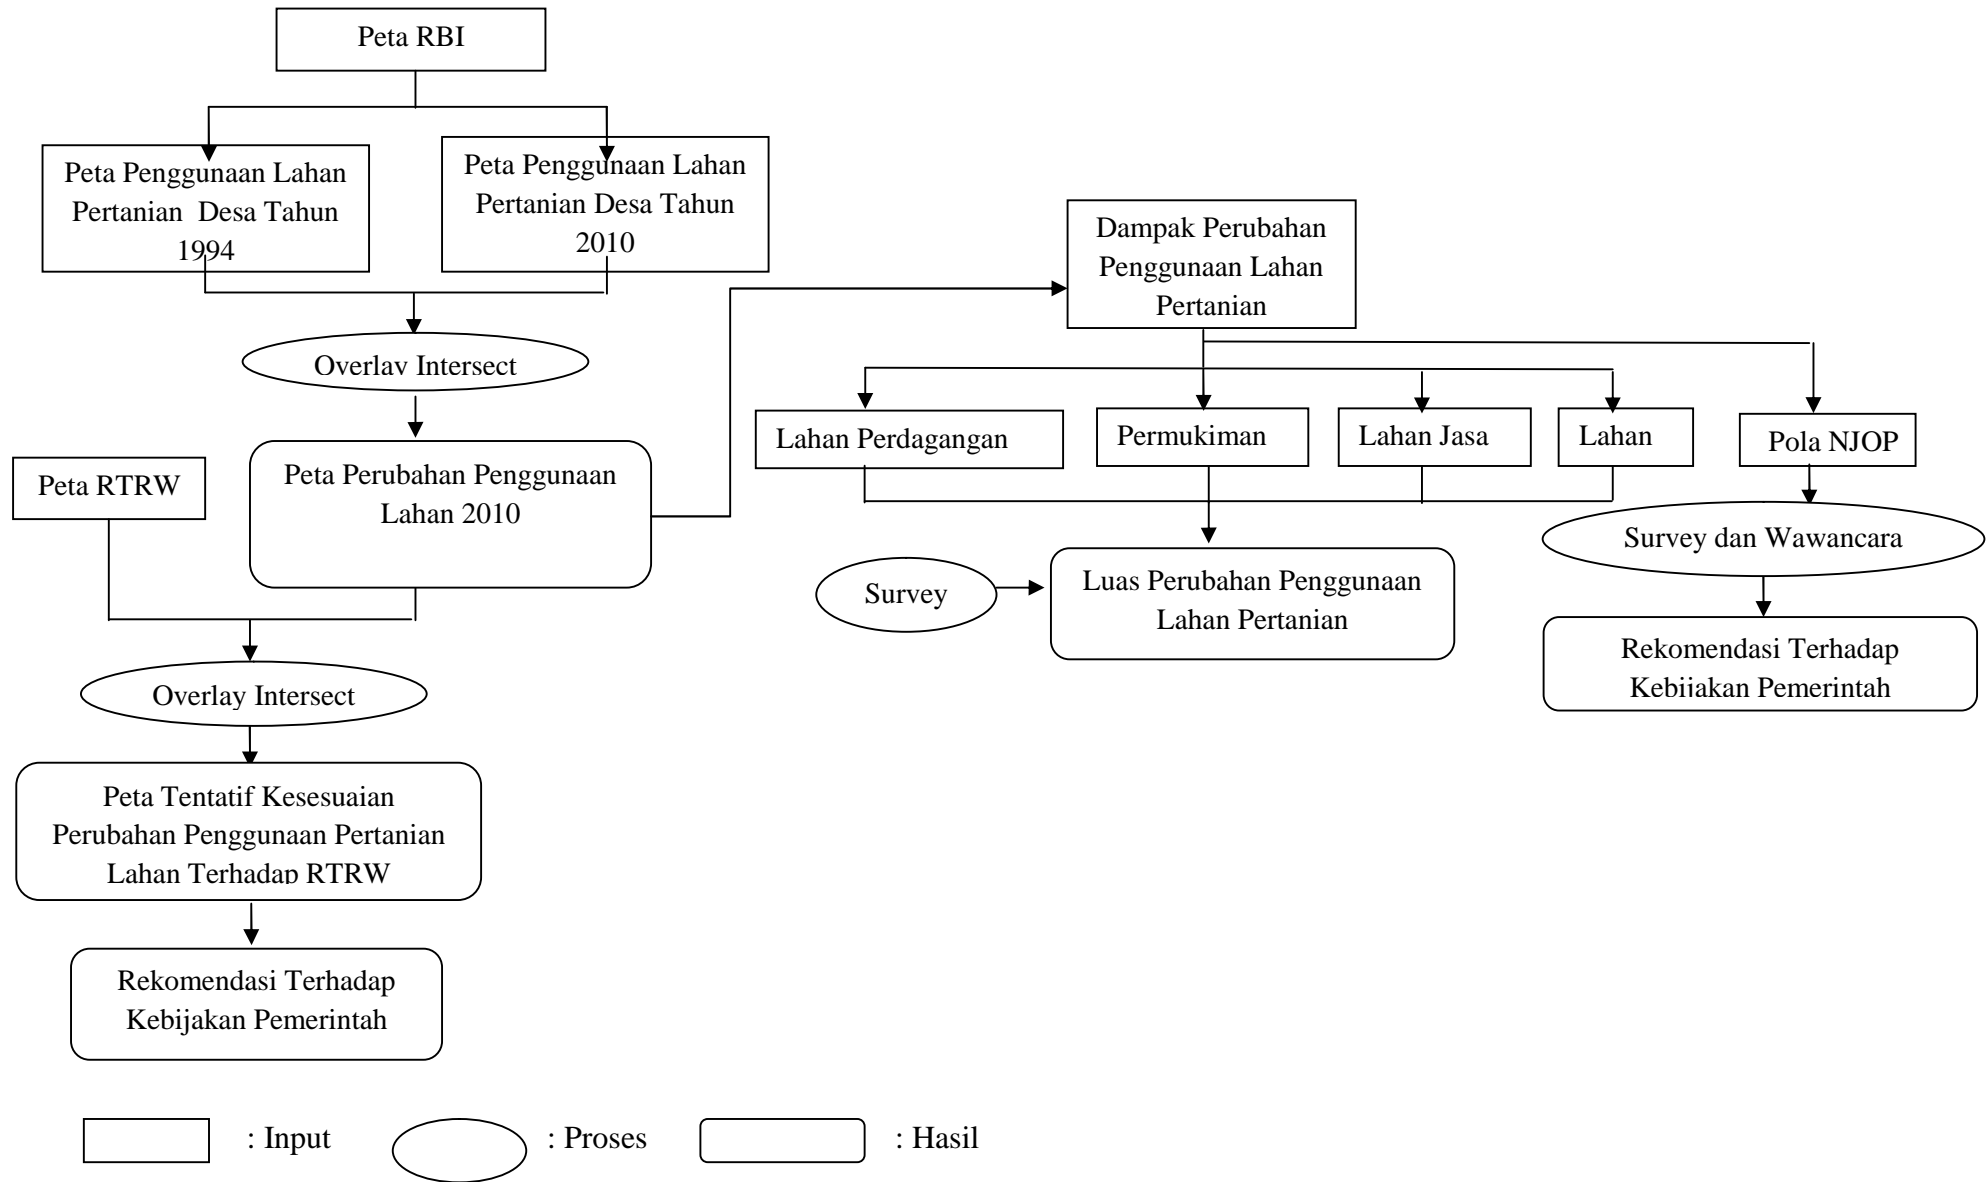 Peta RBI
Peta Penggunaan Lahan
Pertanian Desa Tahun
1994
Peta Penggunaan Lahan
Pertanian Desa Tahun
2010
Overlay Intersect
Peta Perubahan Penggunaan
Lahan 2010
Peta RTRW
Overlay Intersect
Peta Tentatif Kesesuaian
Perubahan Penggunaan Pertanian
Lahan Terhadap RTRW
Rekomendasi Terhadap
Kebijakan Pemerintah
Dampak Perubahan
Penggunaan Lahan
Pertanian
Lahan Perdagangan
Permukiman
Lahan Jasa
Lahan
Pola NJOP
Survey
Luas Perubahan Penggunaan
Lahan Pertanian
Survey dan Wawancara
Rekomendasi Terhadap
Kebijakan Pemerintah
: Input
: Proses
: Hasil